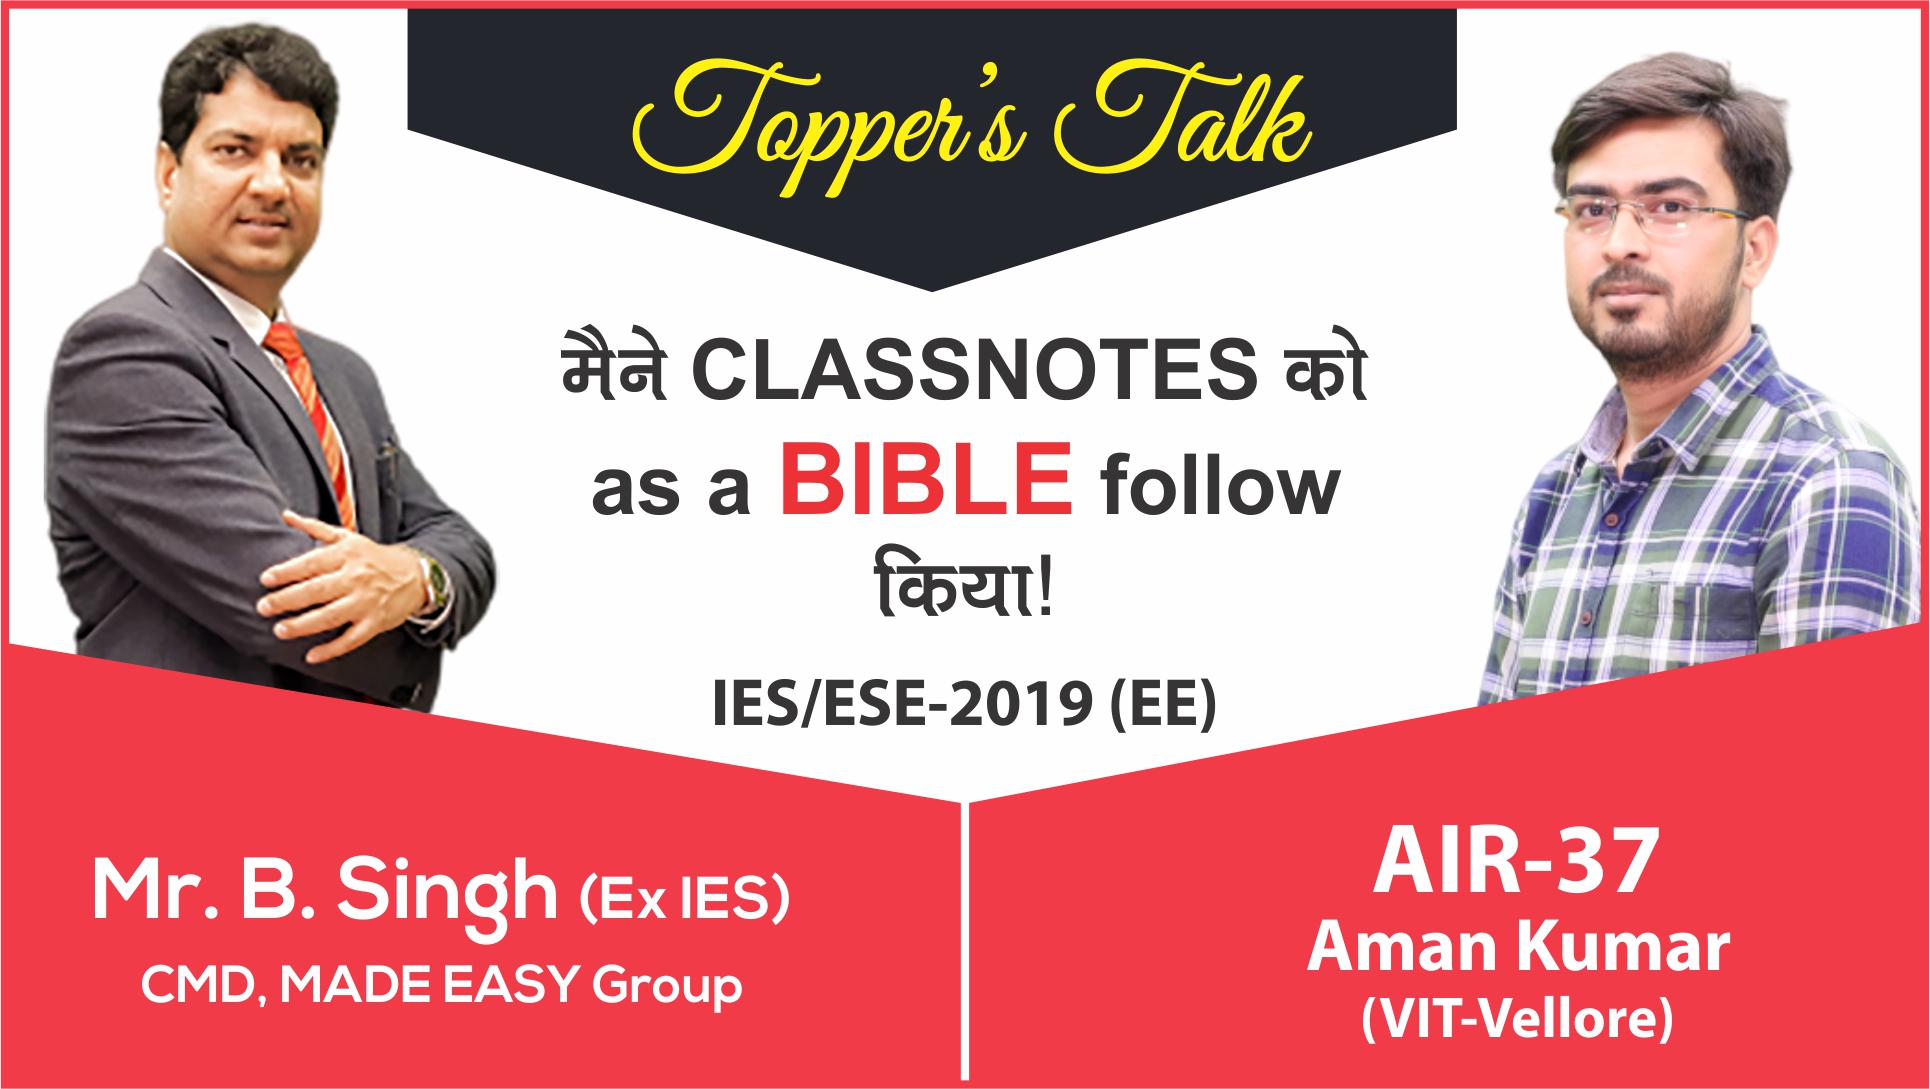 Topper's Talk
मैने CLASSNOTES को
as a BIBLE follow
किया!
IES/ESE-2019 (EE)
Mr. B. Singh (Ex IES)
CMD, MADE EASY Group
AIR-37
Aman Kumar
(VIT-Vellore)